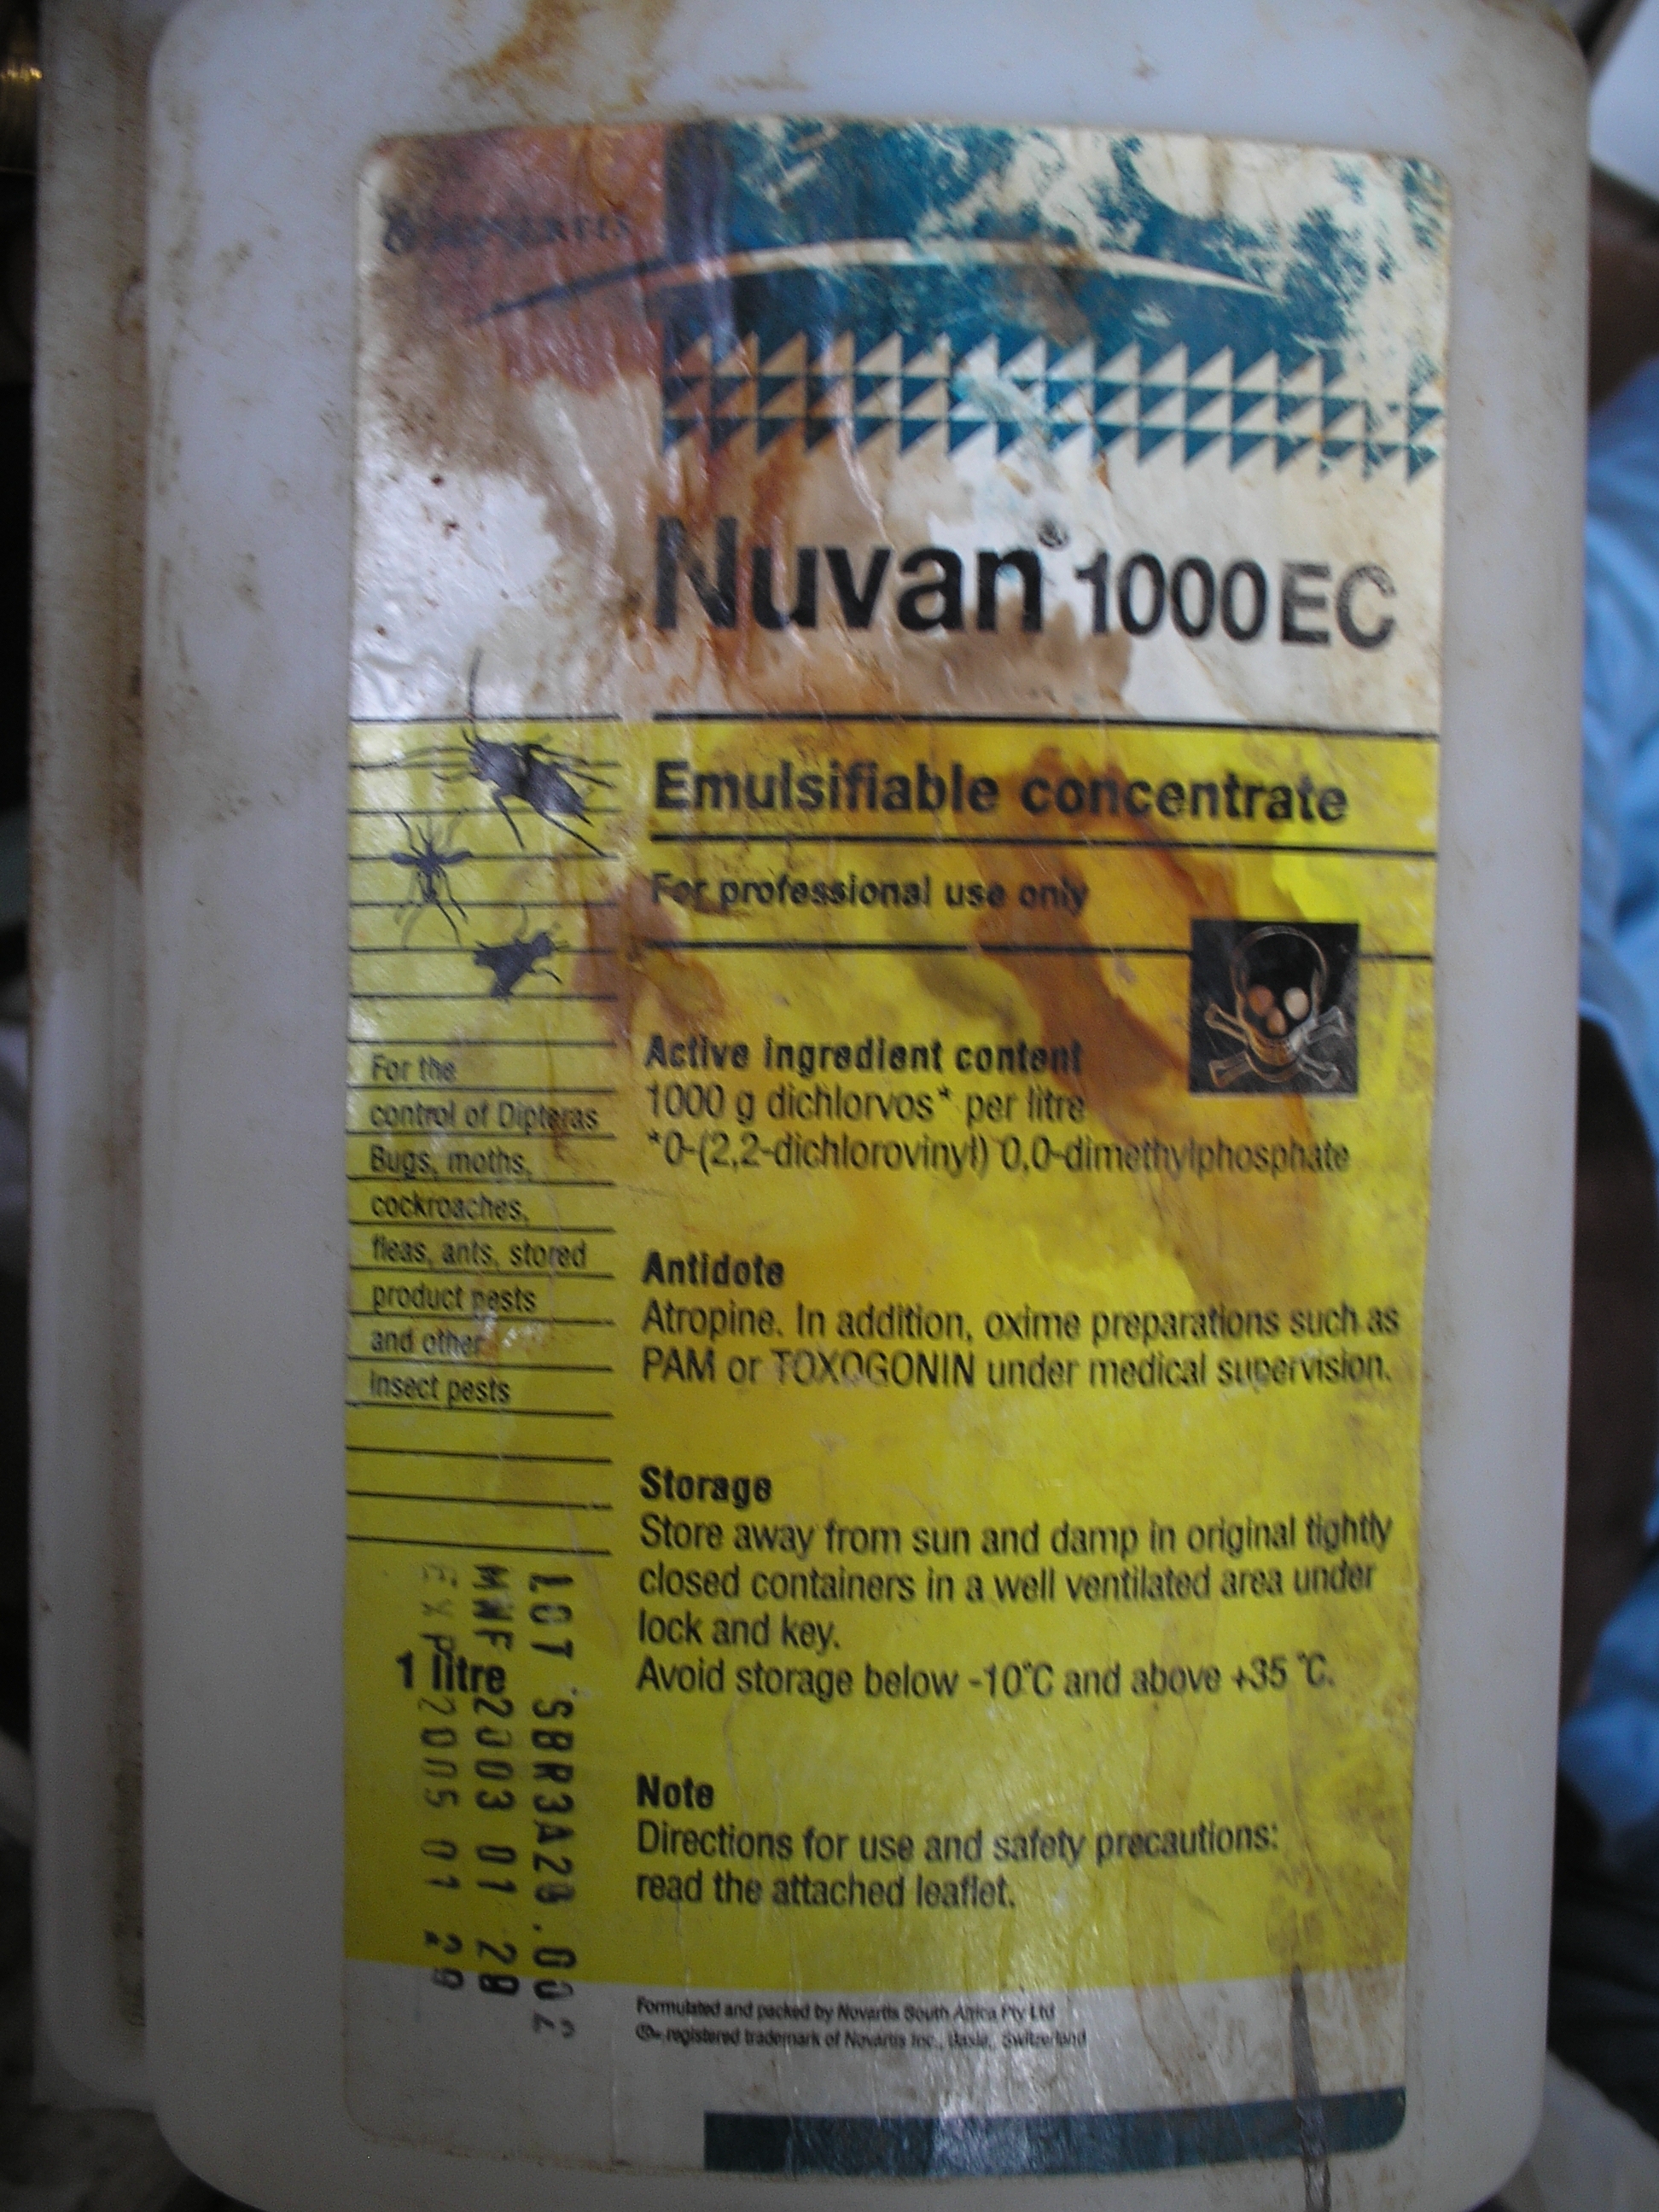 Novartis
Nuvan® 1000 EC
Emulsifiable concentrate
For professional use only
For the
control of Dipteras
Bugs, moths,
cockroaches,
fleas, ants, stored
product pests
and other
Insect pests
Active ingredient content
1000 g dichlorvos* per litre
*0-(2,2-dichlorovinyl) 0,0-dimethylphosphate
Antidote
Atropine. In addition, oxime preparations such as
PAM or TOXOGONIN under medical supervision.
Storage
Store away from sun and damp in original tightly
closed containers in a well ventilated area under
lock and key.
Avoid storage below -10°C and above +35 °C.
1 litre
LOT SBR3A28.002
MNF 2003 01 28
EXP 2005 01 29
Note
Directions for use and safety precautions:
read the attached leaflet.
Formulated and packed by Novartis South Africa Pty Ltd
®= registered trademark of Novartis Inc., Basle, Switzerland